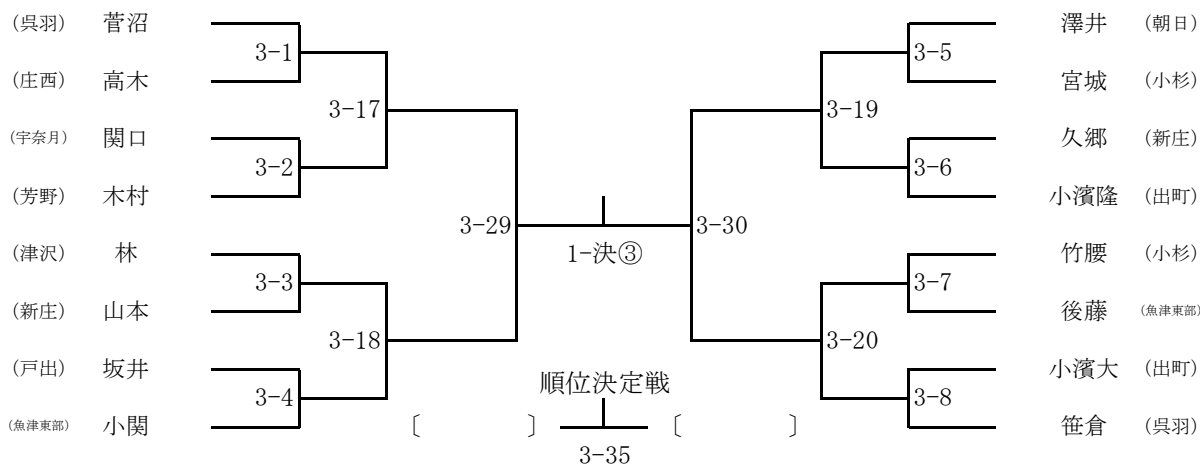 (呉羽) 菅沼
3-1
(庄西) 高木
3-17
(宇奈月) 関口
3-2
(芳野) 木村
3-29
(津沢) 林
3-3
(新庄) 山本
3-18
(戸出) 坂井
3-4
(魚津東部) 小関
1-決③
順位決定戦
〔 〕 〔 〕
3-35
澤井 (朝日)
3-5
宮城 (小杉)
3-19
久郷 (新庄)
3-6
小濱隆 (出町)
3-30
竹腰 (小杉)
3-7
後藤 (魚津東部)
3-20
小濱大 (出町)
3-8
笹倉 (呉羽)